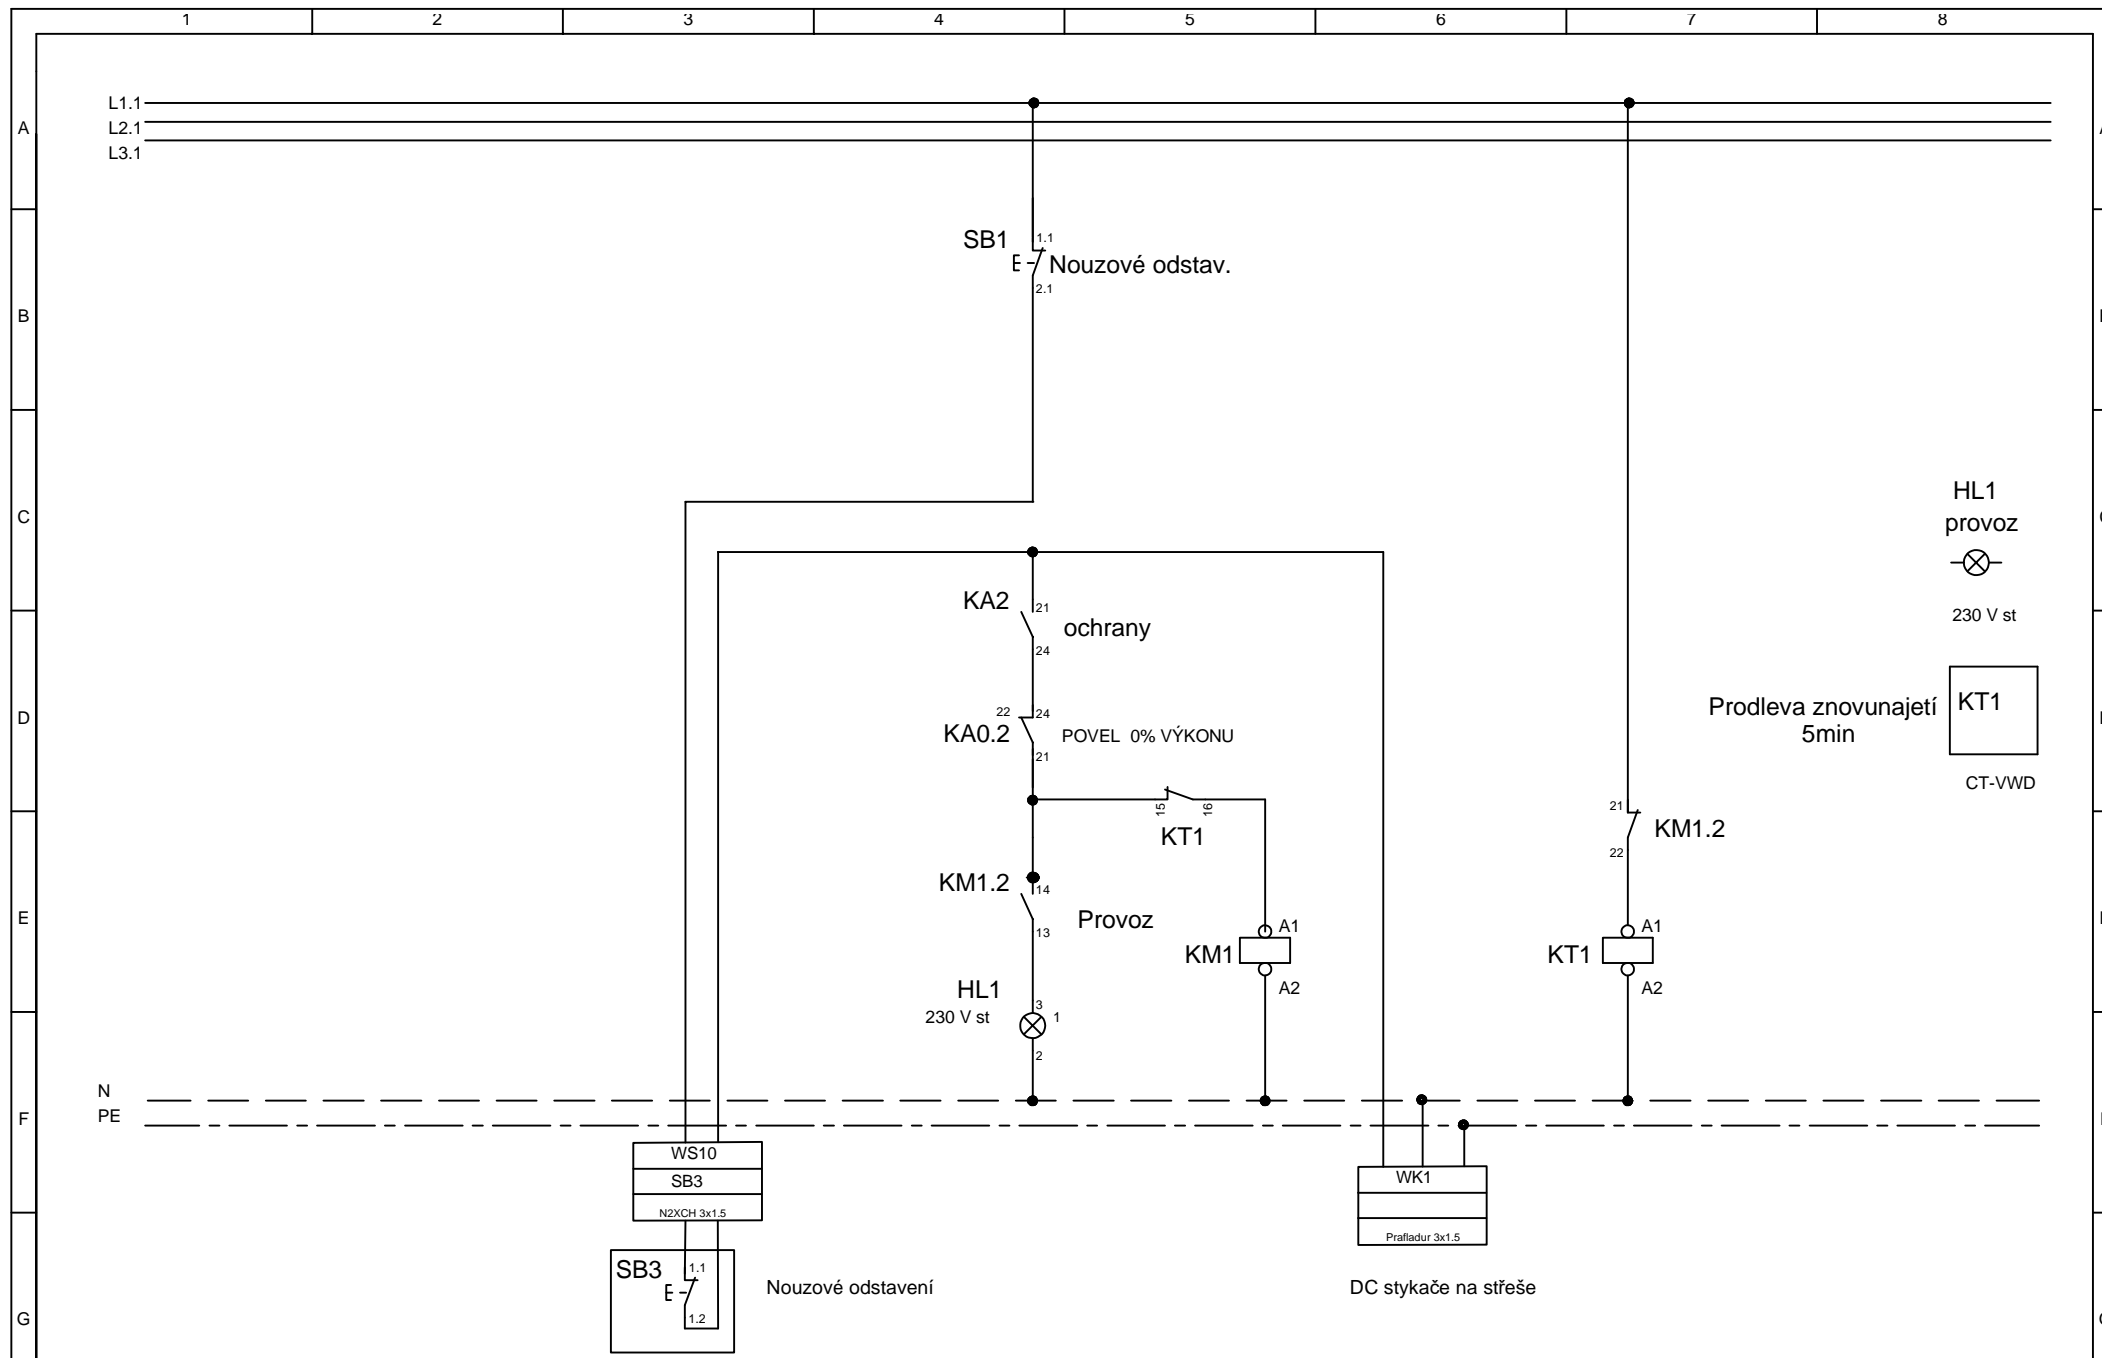 1 2 3 4 5 6 7 8
L1.1
A
L2.1
L3.1
SB1
1.1
Nouzové odstav.
2.1
B
HL1
C
provoz
KA2
21
230 V st
ochrany
24
KT1
22
24
Prodleva znovunajetí
D
KA0.2
POVEL 0% VÝKONU
5min
21
CT-VWD
15
16
21
KT1
KM1.2
22
KM1.2
14
E
Provoz
13
A1
A1
KM1
KT1
A2
A2
HL1
3
230 V st
1
2
N
PE
F
WS10
SB3
N2XCH 3x1.5
WK1
Prafladur 3x1.5
SB3
1.1
Nouzové odstavení
DC stykače na střeše
1.2
G